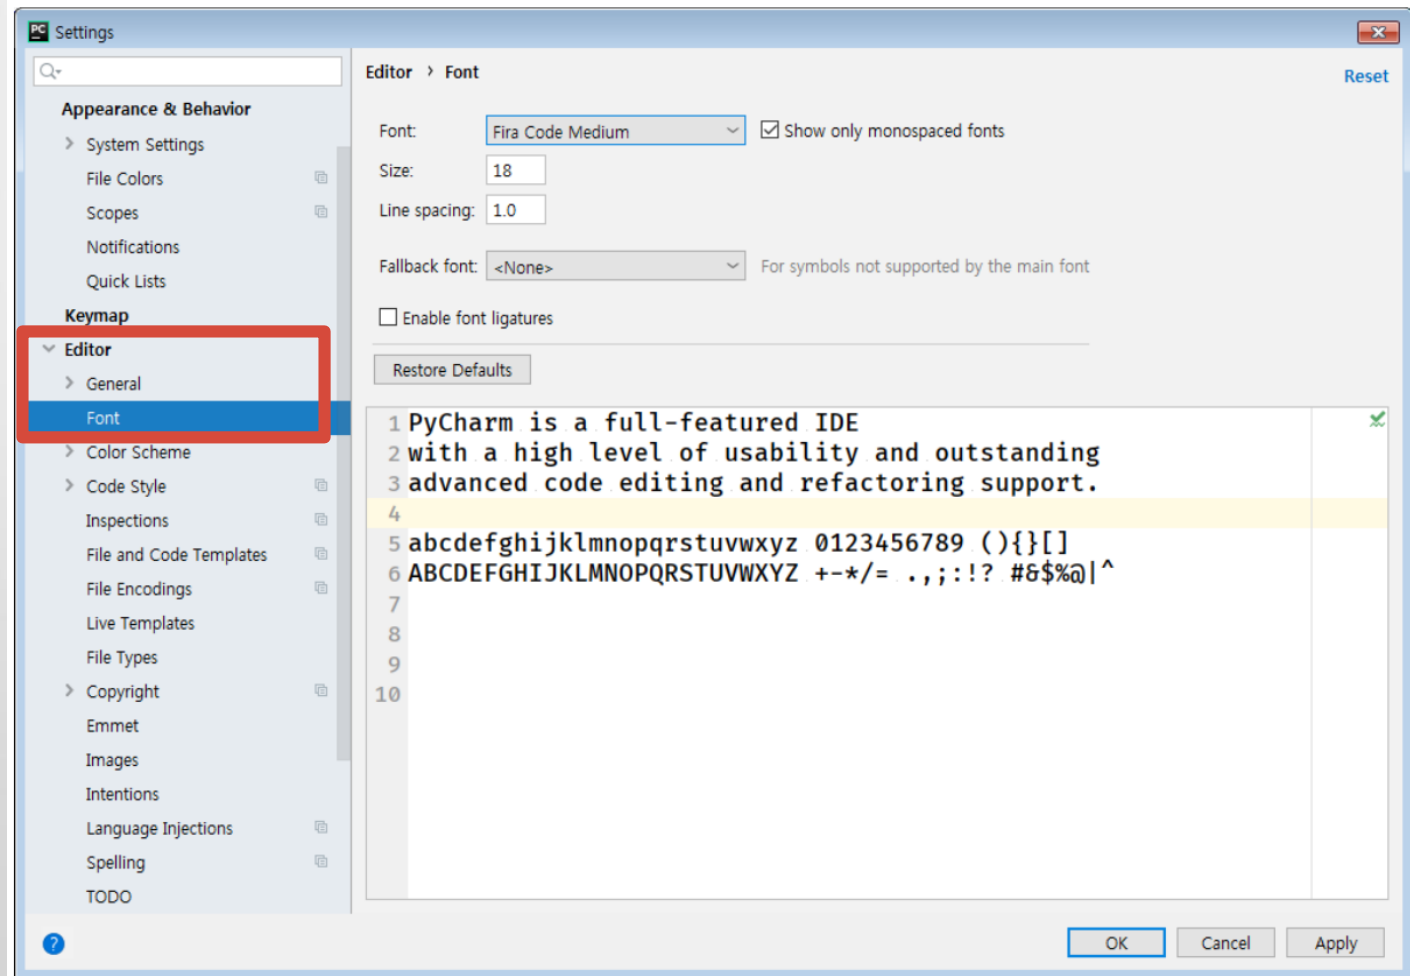 PC Settings
Appearance & Behavior
System Settings
File Colors
Scopes
Notifications
Quick Lists
Keymap
Editor
General
Font
Color Scheme
Code Style
Inspections
File and Code Templates
File Encodings
Live Templates
File Types
Copyright
Emmet
Images
Intentions
Language Injections
Spelling
TODO
?
Editor › Font
Reset
Font: Fira Code Medium Show only monospaced fonts
Size: 18
Line spacing: 1.0
Fallback font: <None> For symbols not supported by the main font
Enable font ligatures
Restore Defaults
1 PyCharm is a full-featured IDE
2 with a high level of usability and outstanding
3 advanced code editing and refactoring support.
4
5 abcdefghijklmnopqrstuvwxyz 0123456789 (){}[]
6 ABCDEFGHIJKLMNOPQRSTUVWXYZ +-*/= .,;:!? #&$%@|^
7
8
9
10
OK Cancel Apply